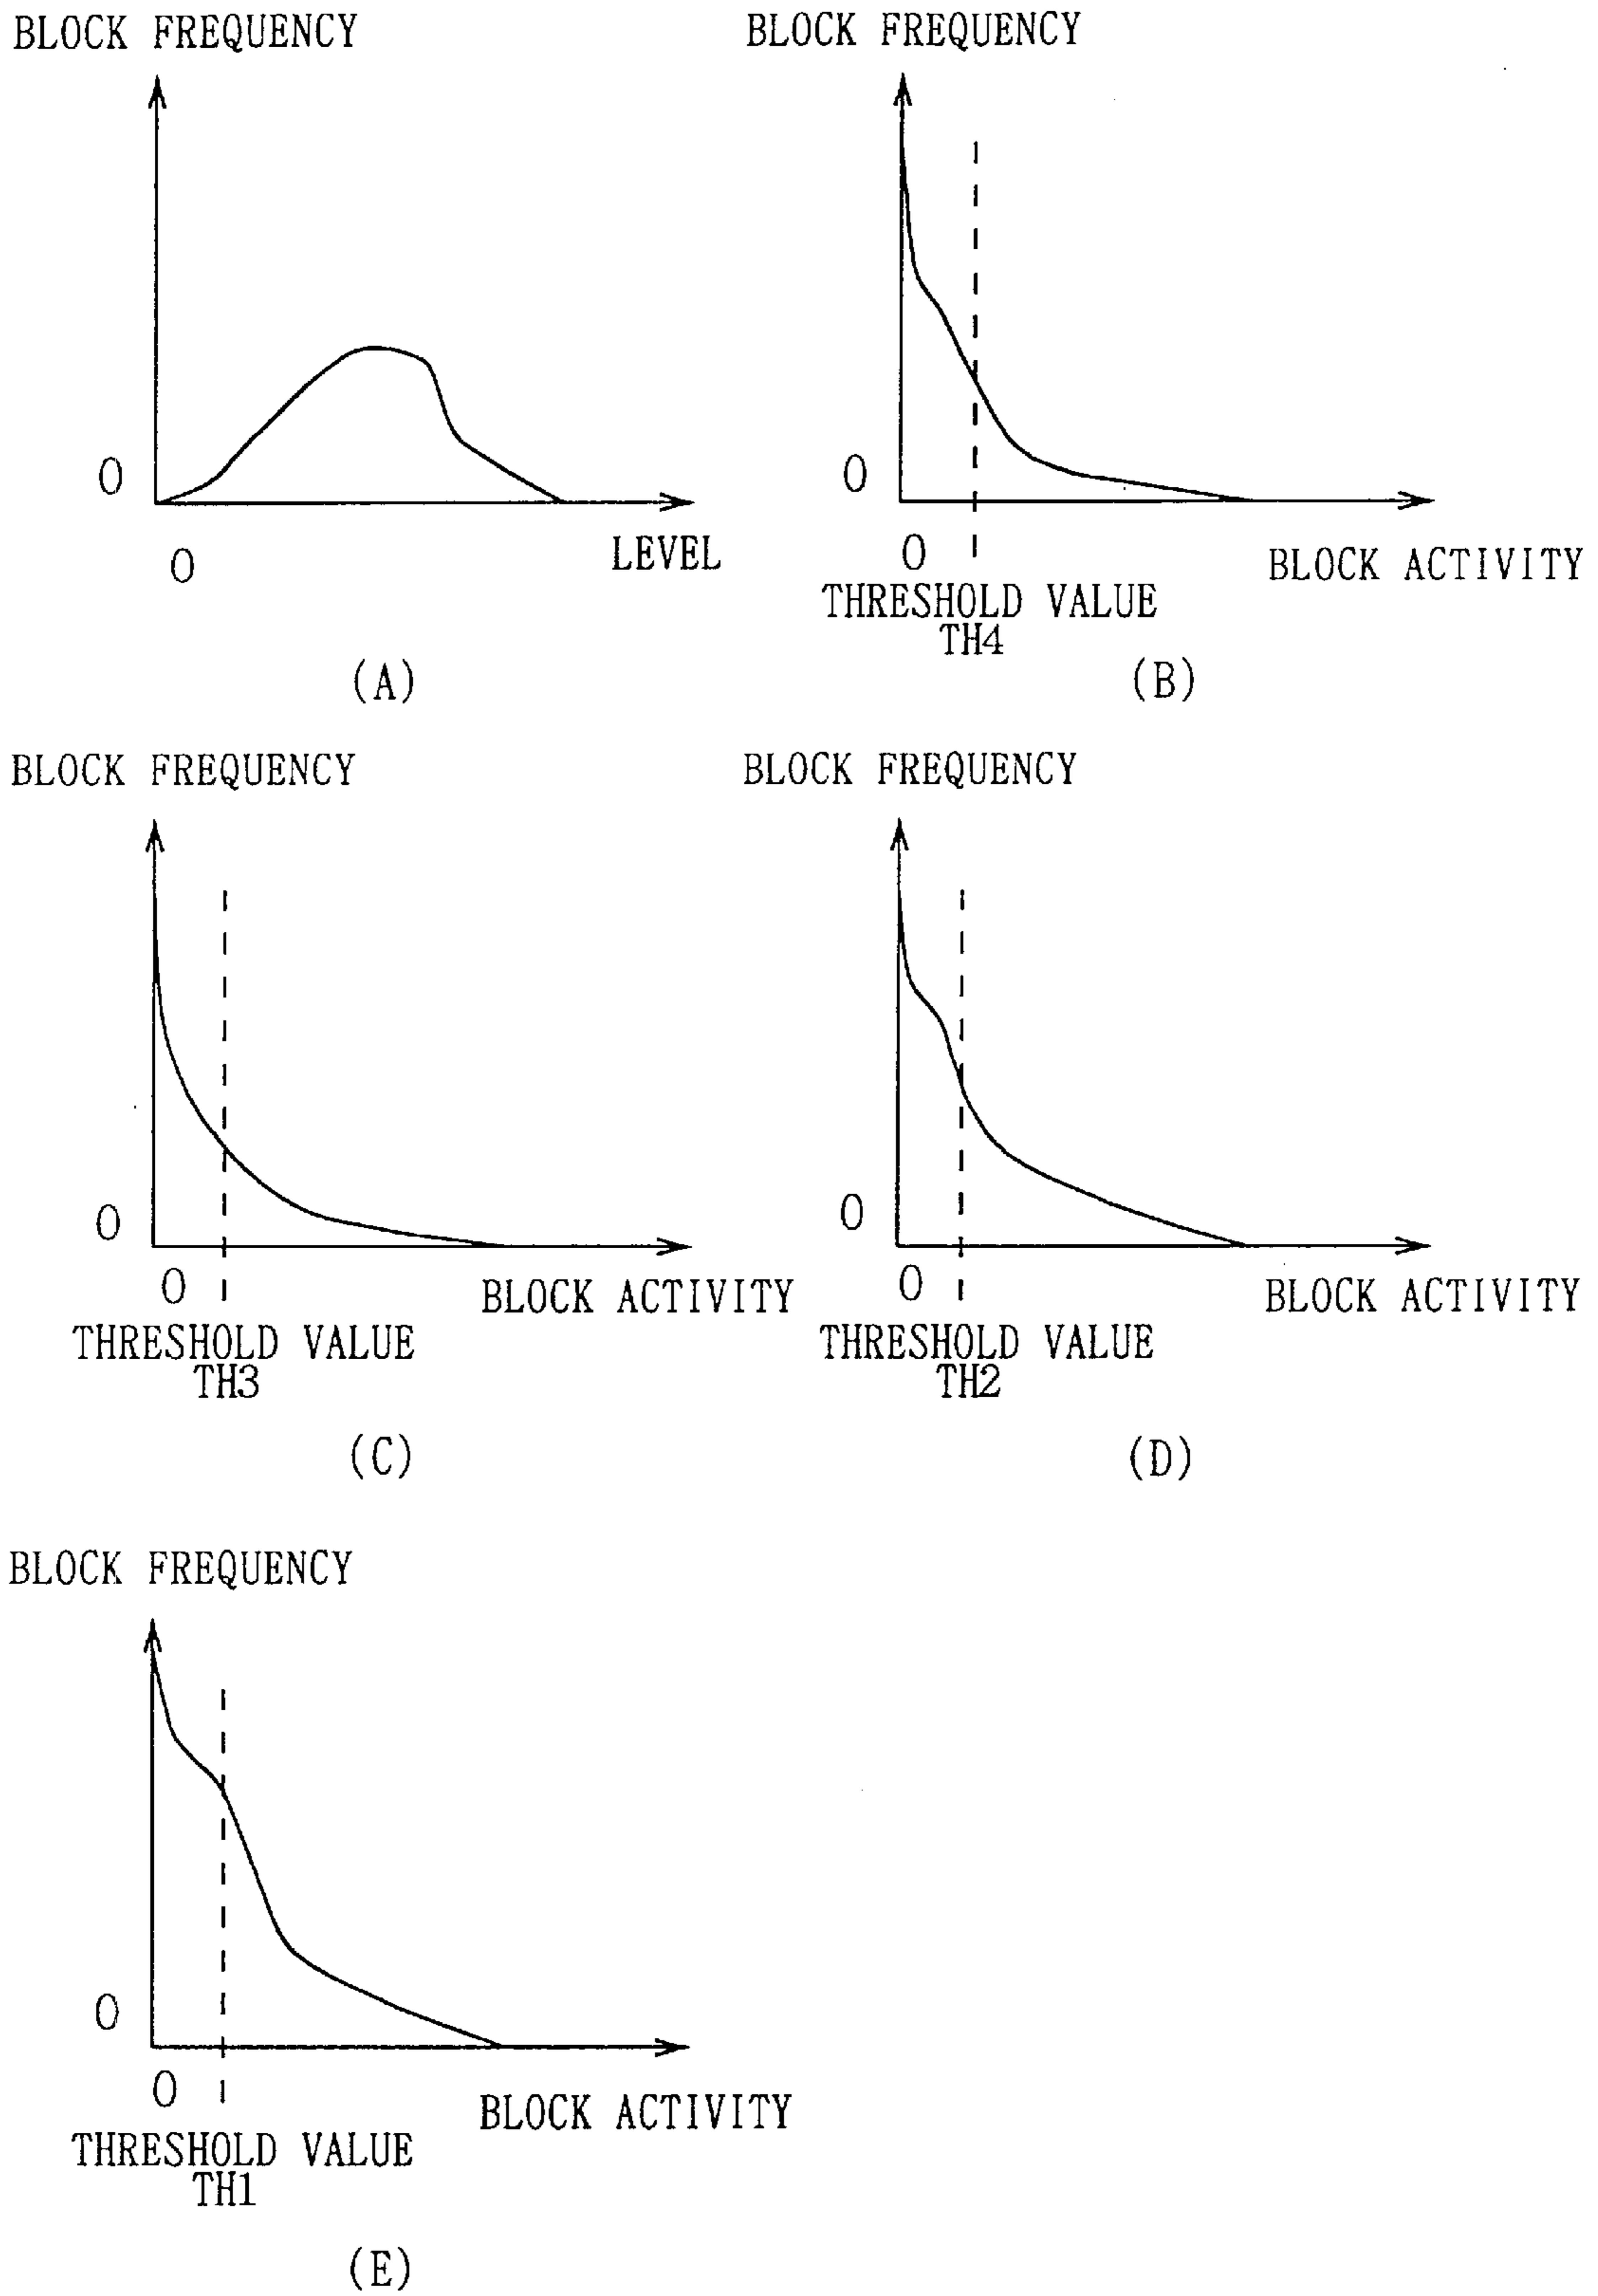 BLOCK FREQUENCY
0
0
LEVEL
(A)
BLOCK FREQUENCY
0
0
BLOCK ACTIVITY
THRESHOLD VALUE
TH4
(B)
BLOCK FREQUENCY
0
0
BLOCK ACTIVITY
THRESHOLD VALUE
TH3
(C)
BLOCK FREQUENCY
0
0
BLOCK ACTIVITY
THRESHOLD VALUE
TH2
(D)
BLOCK FREQUENCY
0
0
BLOCK ACTIVITY
THRESHOLD VALUE
TH1
(E)